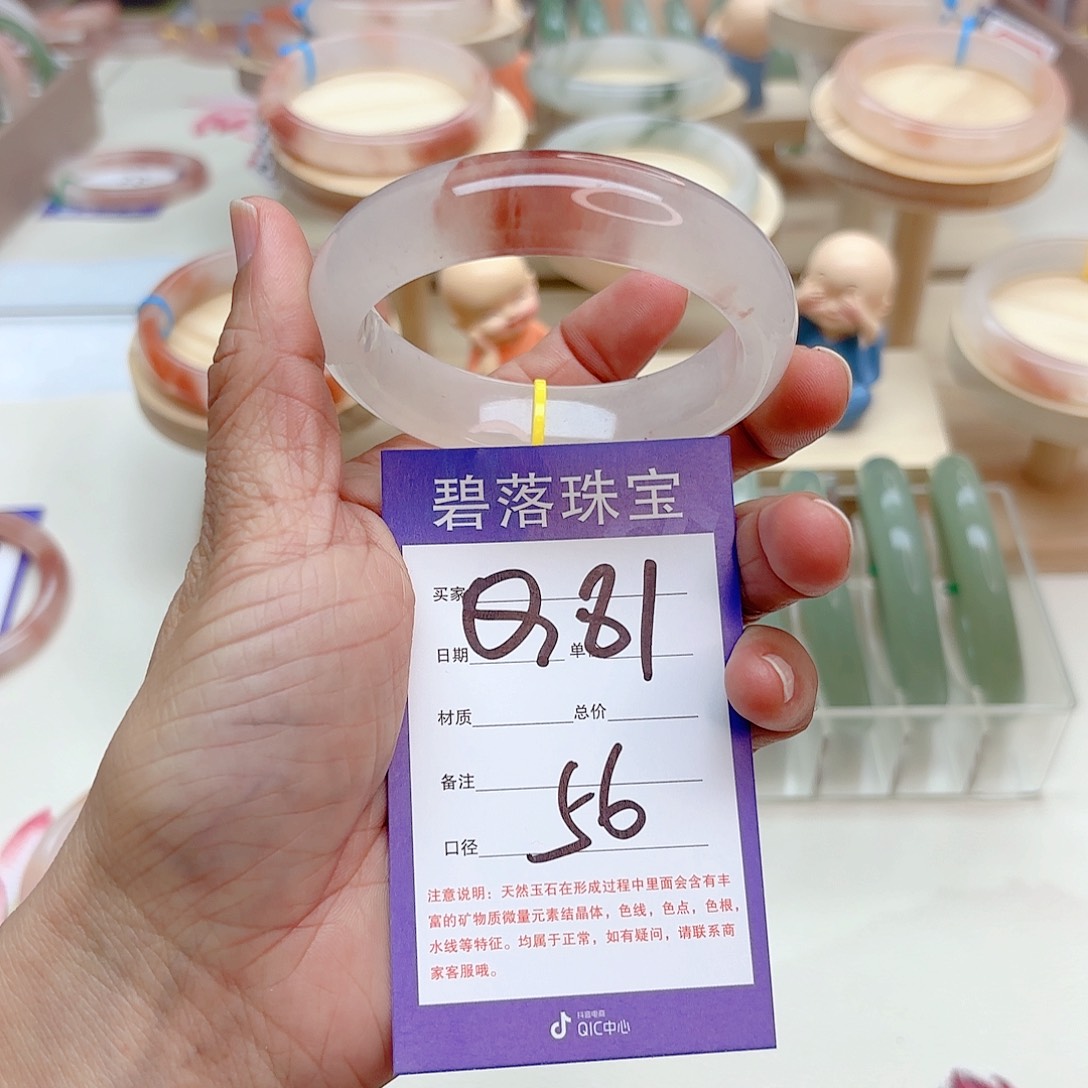 碧落珠宝
买家
Q,81
日期 单
材质 总价
备注
56
口径
注意说明：天然玉石在形成过程中里面会含有丰
富的矿物质微量元素结晶体，色线，色点，色根，
水线等特征。均属于正常，如有疑问，请联系商
家客服哦。
抖音电商
QIC中心